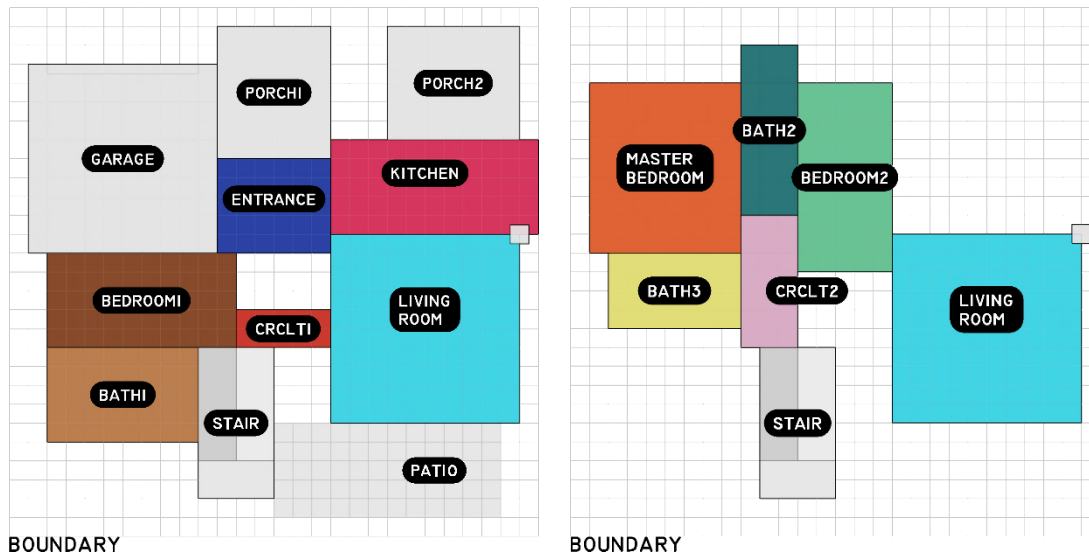 PORCH1
PORCH2
GARAGE
KITCHEN
ENTRANCE
BEDROOM1
LIVING
ROOM
CRCLT1
BATH1
STAIR
PATIO
BOUNDARY
BATH2
MASTER
BEDROOM
BEDROOM2
BATH3
CRCLT2
LIVING
ROOM
STAIR
BOUNDARY